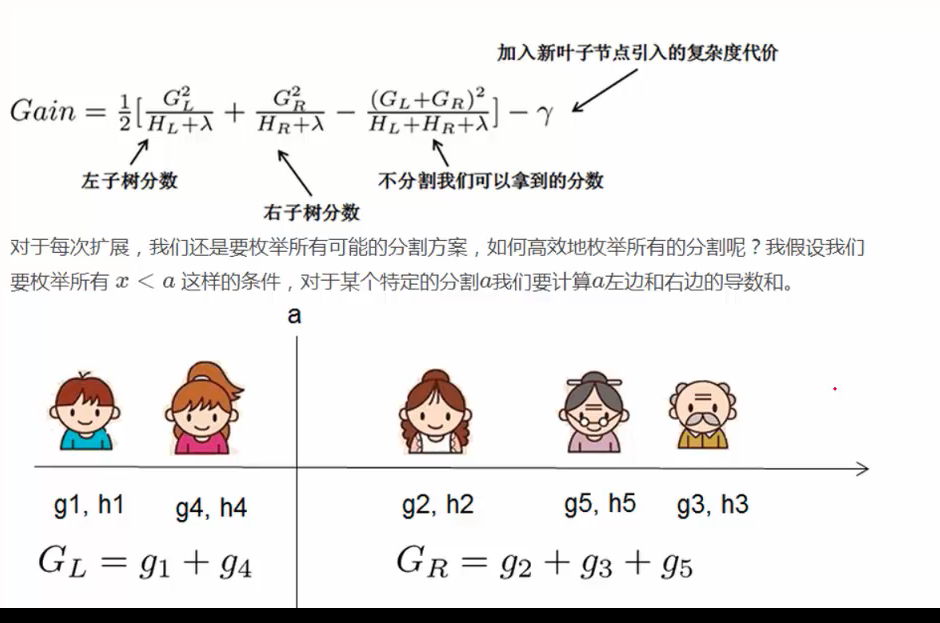 加入新叶子节点引入的复杂度代价
Gain = 1/2[G_L^2/(H_L+λ) + G_R^2/(H_R+λ) − (G_L+G_R)^2/(H_L+H_R+λ)] − γ
左子树分数
不分割我们可以拿到的分数
右子树分数
对于每次扩展，我们还是要枚举所有可能的分割方案，如何高效地枚举所有的分割呢？我假设我们
要枚举所有 x < a 这样的条件，对于某个特定的分割a我们要计算a左边和右边的导数和。
a
g1, h1 g4, h4 g2, h2 g5, h5 g3, h3
G_L = g_1 + g_4 G_R = g_2 + g_3 + g_5